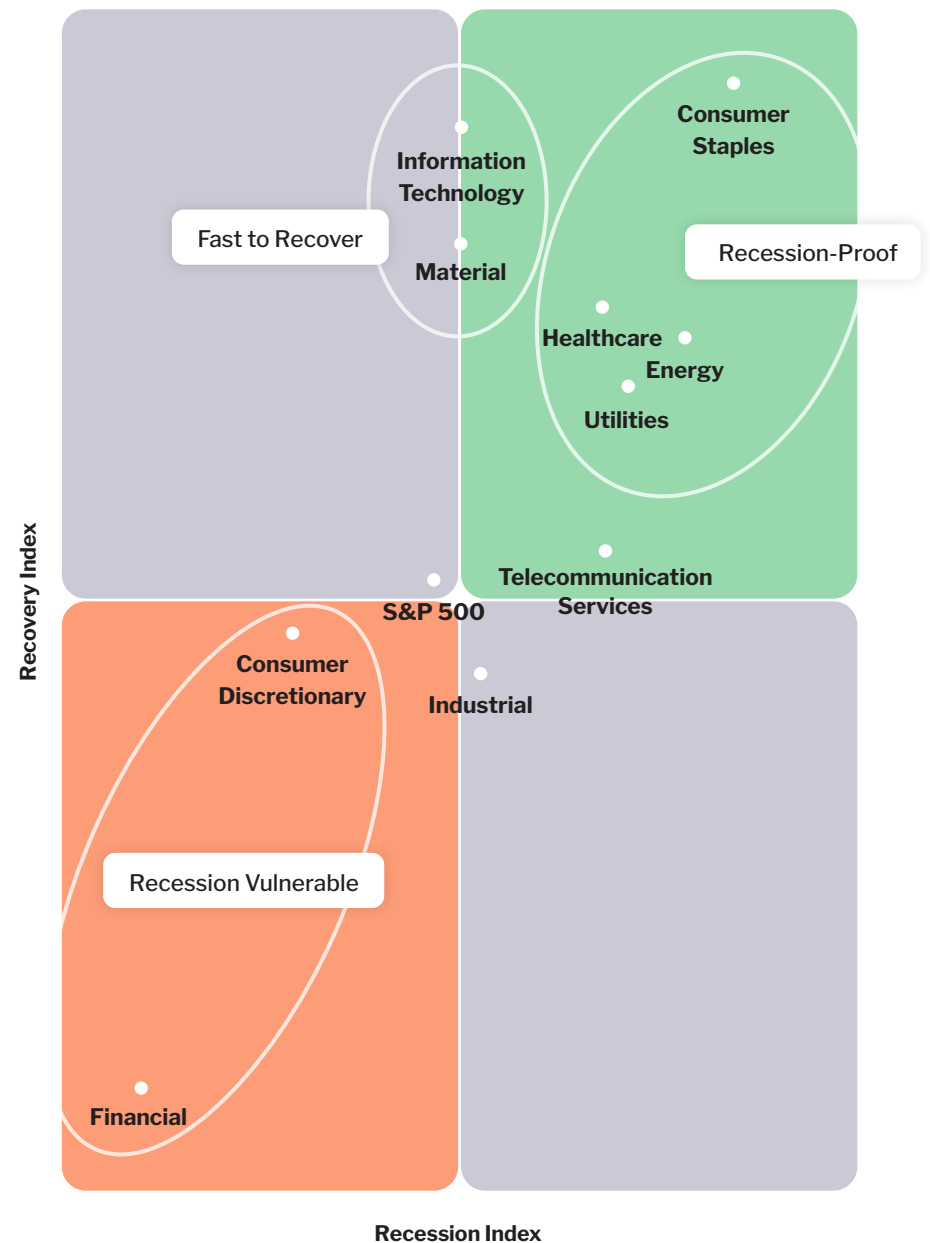 Consumer
Staples
Information
Technology
Fast to Recover
Recession-Proof
Material
Healthcare
Energy
Utilities
Recovery Index
Telecommunication
Services
S&P 500
Consumer
Discretionary
Industrial
Recession Vulnerable
Financial
Recession Index